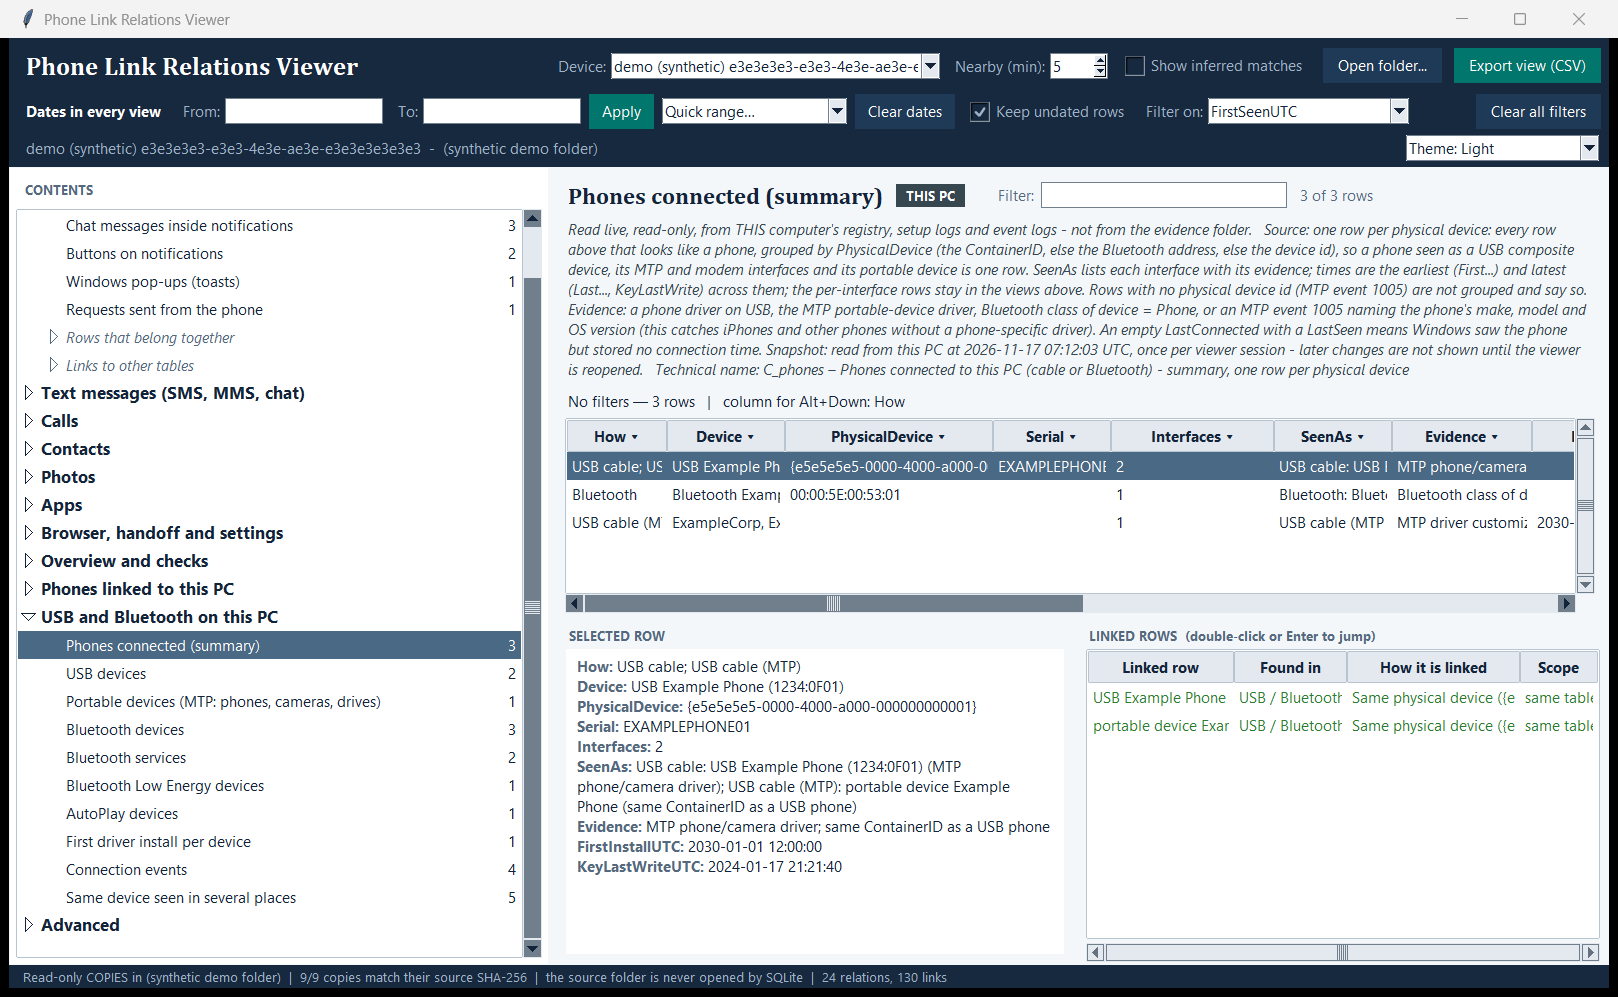 Phone Link Relations Viewer
Phone Link Relations Viewer
Device: demo (synthetic) e3e3e3e3-e3e3-4e3e-ae3e-e
Nearby (min): 5
Show inferred matches
Open folder...
Export view (CSV)
Dates in every view
From:
To:
Apply
Quick range...
Clear dates
Keep undated rows
Filter on: FirstSeenUTC
Clear all filters
demo (synthetic) e3e3e3e3-e3e3-4e3e-ae3e-e3e3e3e3e3e3 - (synthetic demo folder)
Theme: Light
CONTENTS
Chat messages inside notifications 3
Buttons on notifications 2
Windows pop-ups (toasts) 1
Requests sent from the phone 1
Rows that belong together
Links to other tables
Text messages (SMS, MMS, chat)
Calls
Contacts
Photos
Apps
Browser, handoff and settings
Overview and checks
Phones linked to this PC
USB and Bluetooth on this PC
Phones connected (summary) 3
USB devices 2
Portable devices (MTP: phones, cameras, drives) 1
Bluetooth devices 3
Bluetooth services 2
Bluetooth Low Energy devices 1
AutoPlay devices 1
First driver install per device 1
Connection events 4
Same device seen in several places 5
Advanced
Phones connected (summary) THIS PC Filter: 3 of 3 rows
Read live, read-only, from THIS computer's registry, setup logs and event logs - not from the evidence folder. Source: one row per physical device: every row
above that looks like a phone, grouped by PhysicalDevice (the ContainerID, else the Bluetooth address, else the device id), so a phone seen as a USB composite
device, its MTP and modem interfaces and its portable device is one row. SeenAs lists each interface with its evidence; times are the earliest (First...) and latest
(Last..., KeyLastWrite) across them; the per-interface rows stay in the views above. Rows with no physical device id (MTP event 1005) are not grouped and say so.
Evidence: a phone driver on USB, the MTP portable-device driver, Bluetooth class of device = Phone, or an MTP event 1005 naming the phone's make, model and
OS version (this catches iPhones and other phones without a phone-specific driver). An empty LastConnected with a LastSeen means Windows saw the phone
but stored no connection time. Snapshot: read from this PC at 2026-11-17 07:12:03 UTC, once per viewer session - later changes are not shown until the viewer
is reopened. Technical name: C_phones – Phones connected to this PC (cable or Bluetooth) - summary, one row per physical device
No filters — 3 rows | column for Alt+Down: How
How Device PhysicalDevice Serial Interfaces SeenAs Evidence
USB cable; US USB Example Ph {e5e5e5e5-0000-4000-a000-0 EXAMPLEPHONE 2 USB cable: USB MTP phone/camera
Bluetooth Bluetooth Examp 00:00:5E:00:53:01 1 Bluetooth: Bluet Bluetooth class of d
USB cable (M ExampleCorp, Ex 1 USB cable (MTP MTP driver customiz 2030-
SELECTED ROW
How: USB cable; USB cable (MTP)
Device: USB Example Phone (1234:0F01)
PhysicalDevice: {e5e5e5e5-0000-4000-a000-000000000001}
Serial: EXAMPLEPHONE01
Interfaces: 2
SeenAs: USB cable: USB Example Phone (1234:0F01) (MTP
phone/camera driver); USB cable (MTP): portable device Example
Phone (same ContainerID as a USB phone)
Evidence: MTP phone/camera driver; same ContainerID as a USB phone
FirstInstallUTC: 2030-01-01 12:00:00
KeyLastWriteUTC: 2024-01-17 21:21:40
LINKED ROWS (double-click or Enter to jump)
Linked row Found in How it is linked Scope
USB Example Phone USB / Bluetooth Same physical device ({e same table
portable device Exar USB / Bluetooth Same physical device ({e same table
Read-only COPIES in (synthetic demo folder) | 9/9 copies match their source SHA-256 | the source folder is never opened by SQLite | 24 relations, 130 links